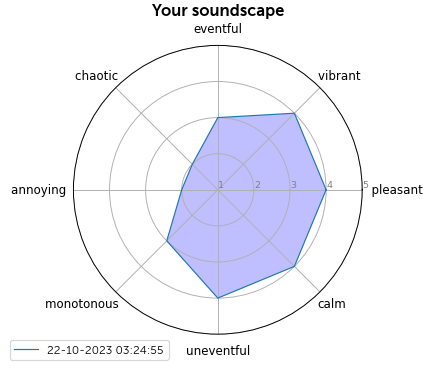 Your soundscape
eventful
chaotic
vibrant
annoying
1
2
3
4
5
pleasant
monotonous
calm
uneventful
22-10-2023 03:24:55